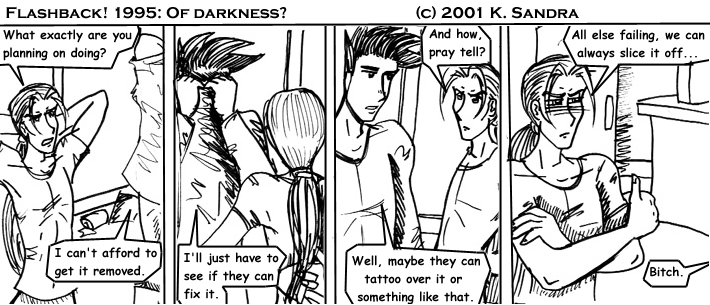 FLASHBACK! 1995: OF DARKNESS?
(C) 2001 K. SANDRA
What exactly are you
planning on doing?
I can't afford to
get it removed.
I'll just have to
see if they can
fix it.
And how,
pray tell?
Well, maybe they can
tattoo over it or
something like that.
All else failing, we can
always slice it off...
Bitch.